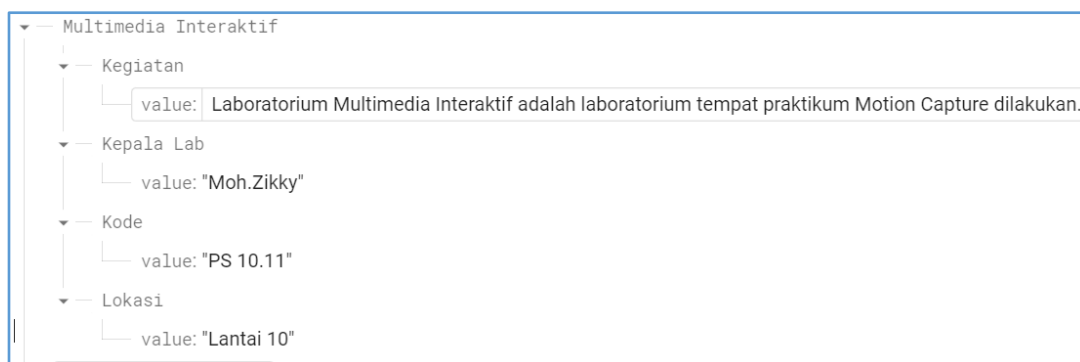 Multimedia Interaktif
Kegiatan
value: Laboratorium Multimedia Interaktif adalah laboratorium tempat praktikum Motion Capture dilakukan.
Kepala Lab
value: "Moh.Zikky"
Kode
value: "PS 10.11"
Lokasi
value: "Lantai 10"